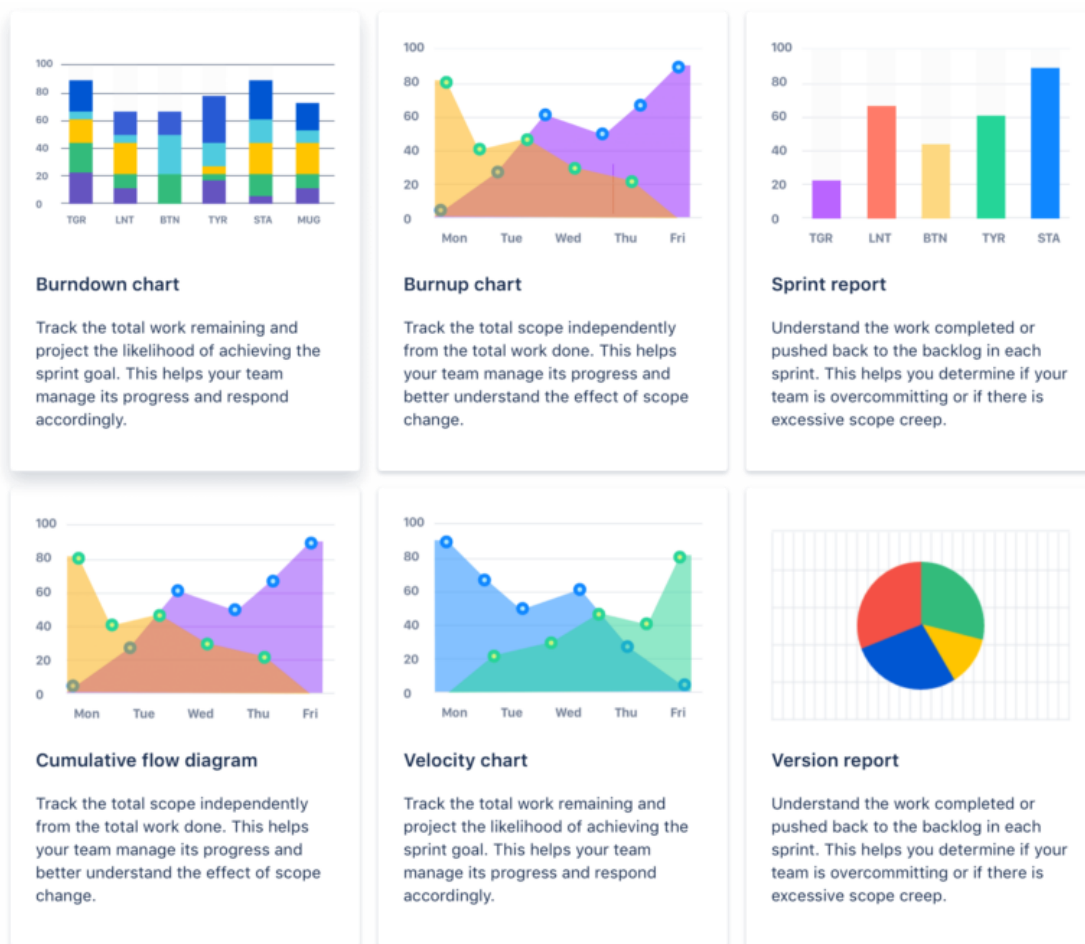 100
80
60
40
20
0
TGR LNT BTN TYR STA MUG
Burndown chart
Track the total work remaining and
project the likelihood of achieving the
sprint goal. This helps your team
manage its progress and respond
accordingly.
100
80
60
40
20
0
Mon Tue Wed Thu Fri
Burnup chart
Track the total scope independently
from the total work done. This helps
your team manage its progress and
better understand the effect of scope
change.
100
80
60
40
20
0
TGR LNT BTN TYR STA
Sprint report
Understand the work completed or
pushed back to the backlog in each
sprint. This helps you determine if your
team is overcommitting or if there is
excessive scope creep.
100
80
60
40
20
0
Mon Tue Wed Thu Fri
Cumulative flow diagram
Track the total scope independently
from the total work done. This helps
your team manage its progress and
better understand the effect of scope
change.
100
80
60
40
20
0
Mon Tue Wed Thu Fri
Velocity chart
Track the total work remaining and
project the likelihood of achieving the
sprint goal. This helps your team
manage its progress and respond
accordingly.
Version report
Understand the work completed or
pushed back to the backlog in each
sprint. This helps you determine if your
team is overcommitting or if there is
excessive scope creep.